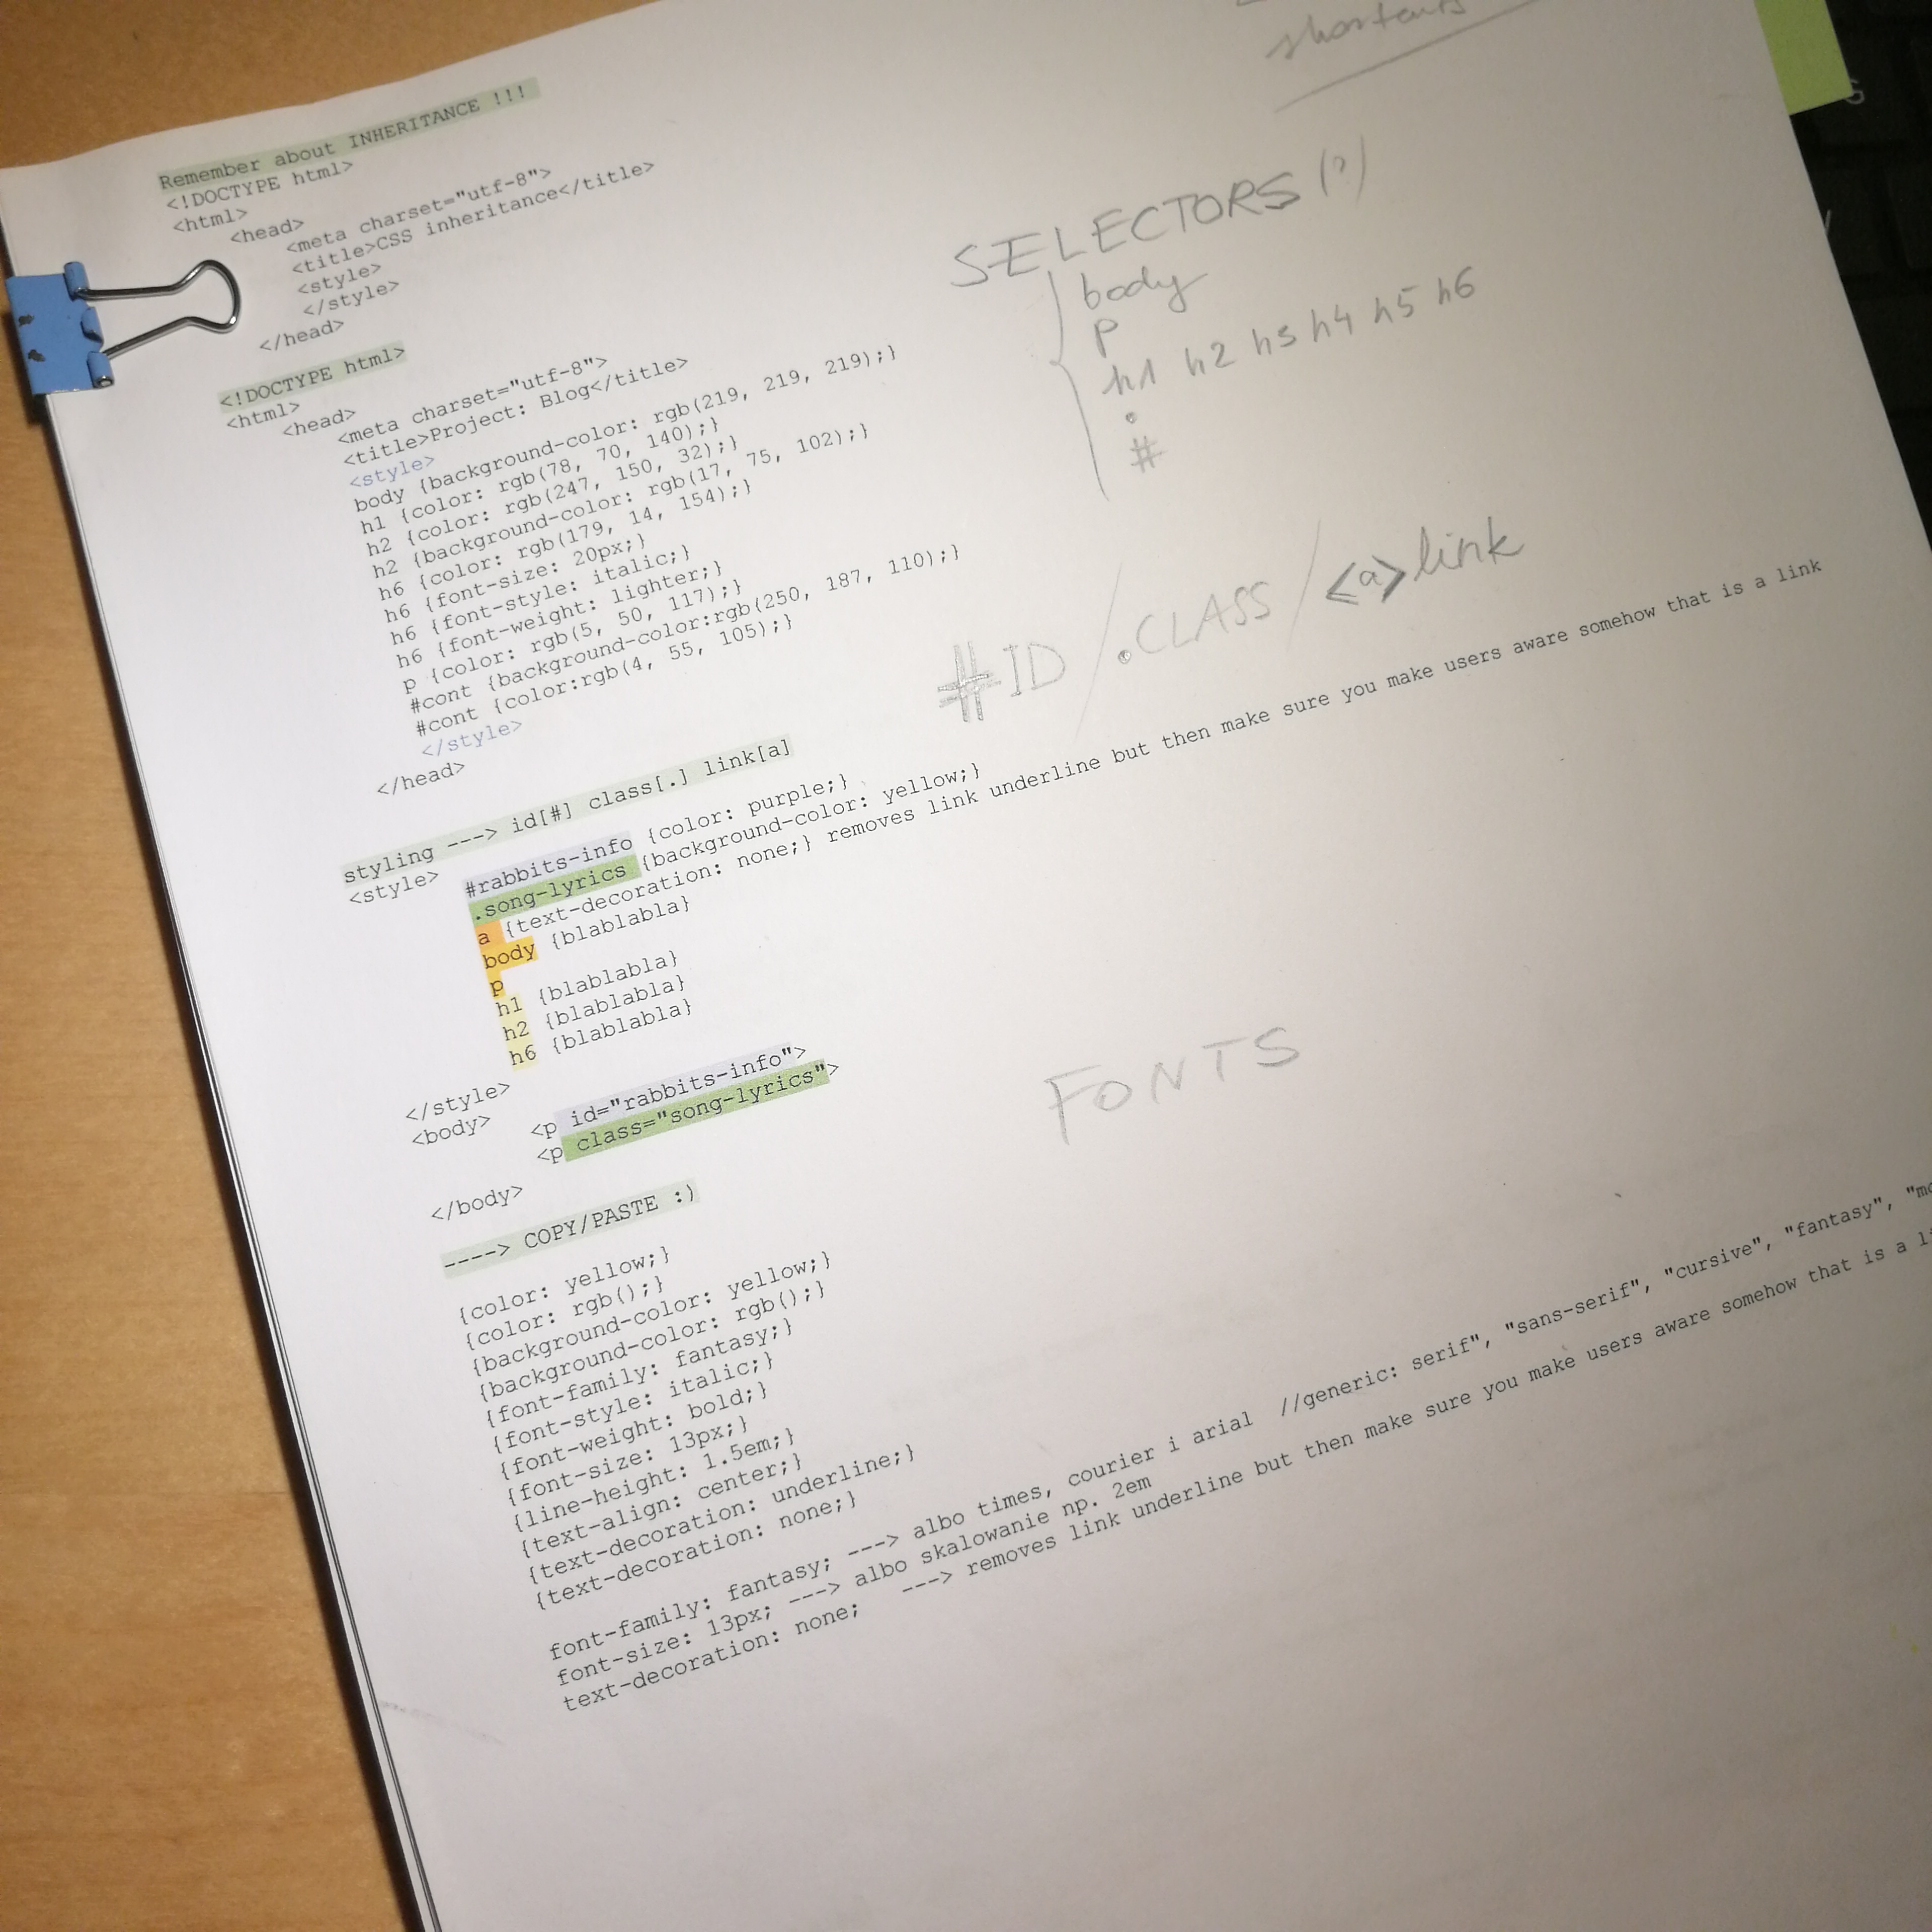 shortcuts
Remember about INHERITANCE !!!
<!DOCTYPE html>
<html>
<head>
<meta charset="utf-8">
<title>CSS inheritance</title>
<style>
</style>
</head>
SELECTORS (?)
body
p
h1 h2 h3 h4 h5 h6
.
#
<!DOCTYPE html>
<html>
<head>
<meta charset="utf-8">
<title>Project: Blog</title>
<style>
body {background-color: rgb(219, 219, 219);}
h1 {color: rgb(78, 70, 140);}
h2 {color: rgb(247, 150, 32);}
h2 {background-color: rgb(17, 75, 102);}
h6 {color: rgb(179, 14, 154);}
h6 {font-size: 20px;}
h6 {font-style: italic;}
h6 {font-weight: lighter;}
p {color: rgb(5, 50, 117);}
#cont {background-color:rgb(250, 187, 110);}
#cont {color:rgb(4, 55, 105);}
</style>
</head>
#ID / .CLASS / <a> link
styling ---> id[#] class[.] link[a]
<style> #rabbits-info {color: purple;}
.song-lyrics {background-color: yellow;}
a {text-decoration: none;} removes link underline but then make sure you make users aware somehow that is a link
body {blablabla}
p
h1 {blablabla}
h2 {blablabla}
h6 {blablabla}
</style>
<body> <p id="rabbits-info">
<p class="song-lyrics">
</body>
FONTS
----> COPY/PASTE :)
{color: yellow;}
{color: rgb();}
{background-color: yellow;}
{background-color: rgb();}
{font-family: fantasy;}
{font-style: italic;}
{font-weight: bold;}
{font-size: 13px;}
{line-height: 1.5em;}
{text-align: center;}
{text-decoration: underline;}
{text-decoration: none;}
font-family: fantasy; ---> albo times, courier i arial //generic: serif", "sans-serif", "cursive", "fantasy",
font-size: 13px; ---> albo skalowanie np. 2em
text-decoration: none; ---> removes link underline but then make sure you make users aware somehow that is a